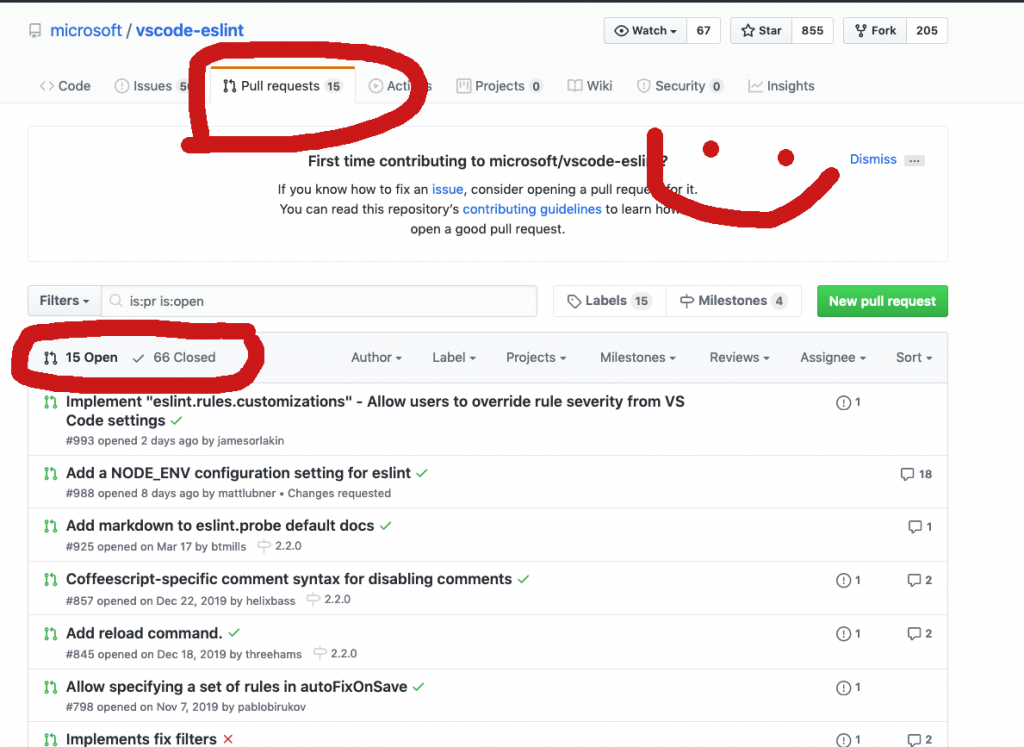 microsoft / vscode-eslint
Watch 67
Star 855
Fork 205
Code
Issues
Pull requests 15
Projects 0
Wiki
Security 0
Insights
First time contributing to microsoft/vscode-eslint?
Dismiss ...
If you know how to fix an issue, consider opening a pull request for it.
You can read this repository's contributing guidelines to learn how
open a good pull request.
Filters
is:pr is:open
Labels 15
Milestones 4
New pull request
15 Open
66 Closed
Author
Label
Projects
Milestones
Reviews
Assignee
Sort
Implement "eslint.rules.customizations" - Allow users to override rule severity from VS
Code settings
1
#993 opened 2 days ago by jamesorlakin
Add a NODE_ENV configuration setting for eslint
18
#988 opened 8 days ago by mattlubner • Changes requested
Add markdown to eslint.probe default docs
1
#925 opened on Mar 17 by btmills 2.2.0
Coffeescript-specific comment syntax for disabling comments
1
2
#857 opened on Dec 22, 2019 by helixbass 2.2.0
Add reload command.
1
2
#845 opened on Dec 18, 2019 by threehams 2.2.0
Allow specifying a set of rules in autoFixOnSave
1
#798 opened on Nov 7, 2019 by pablobirukov
Implements fix filters
1
2